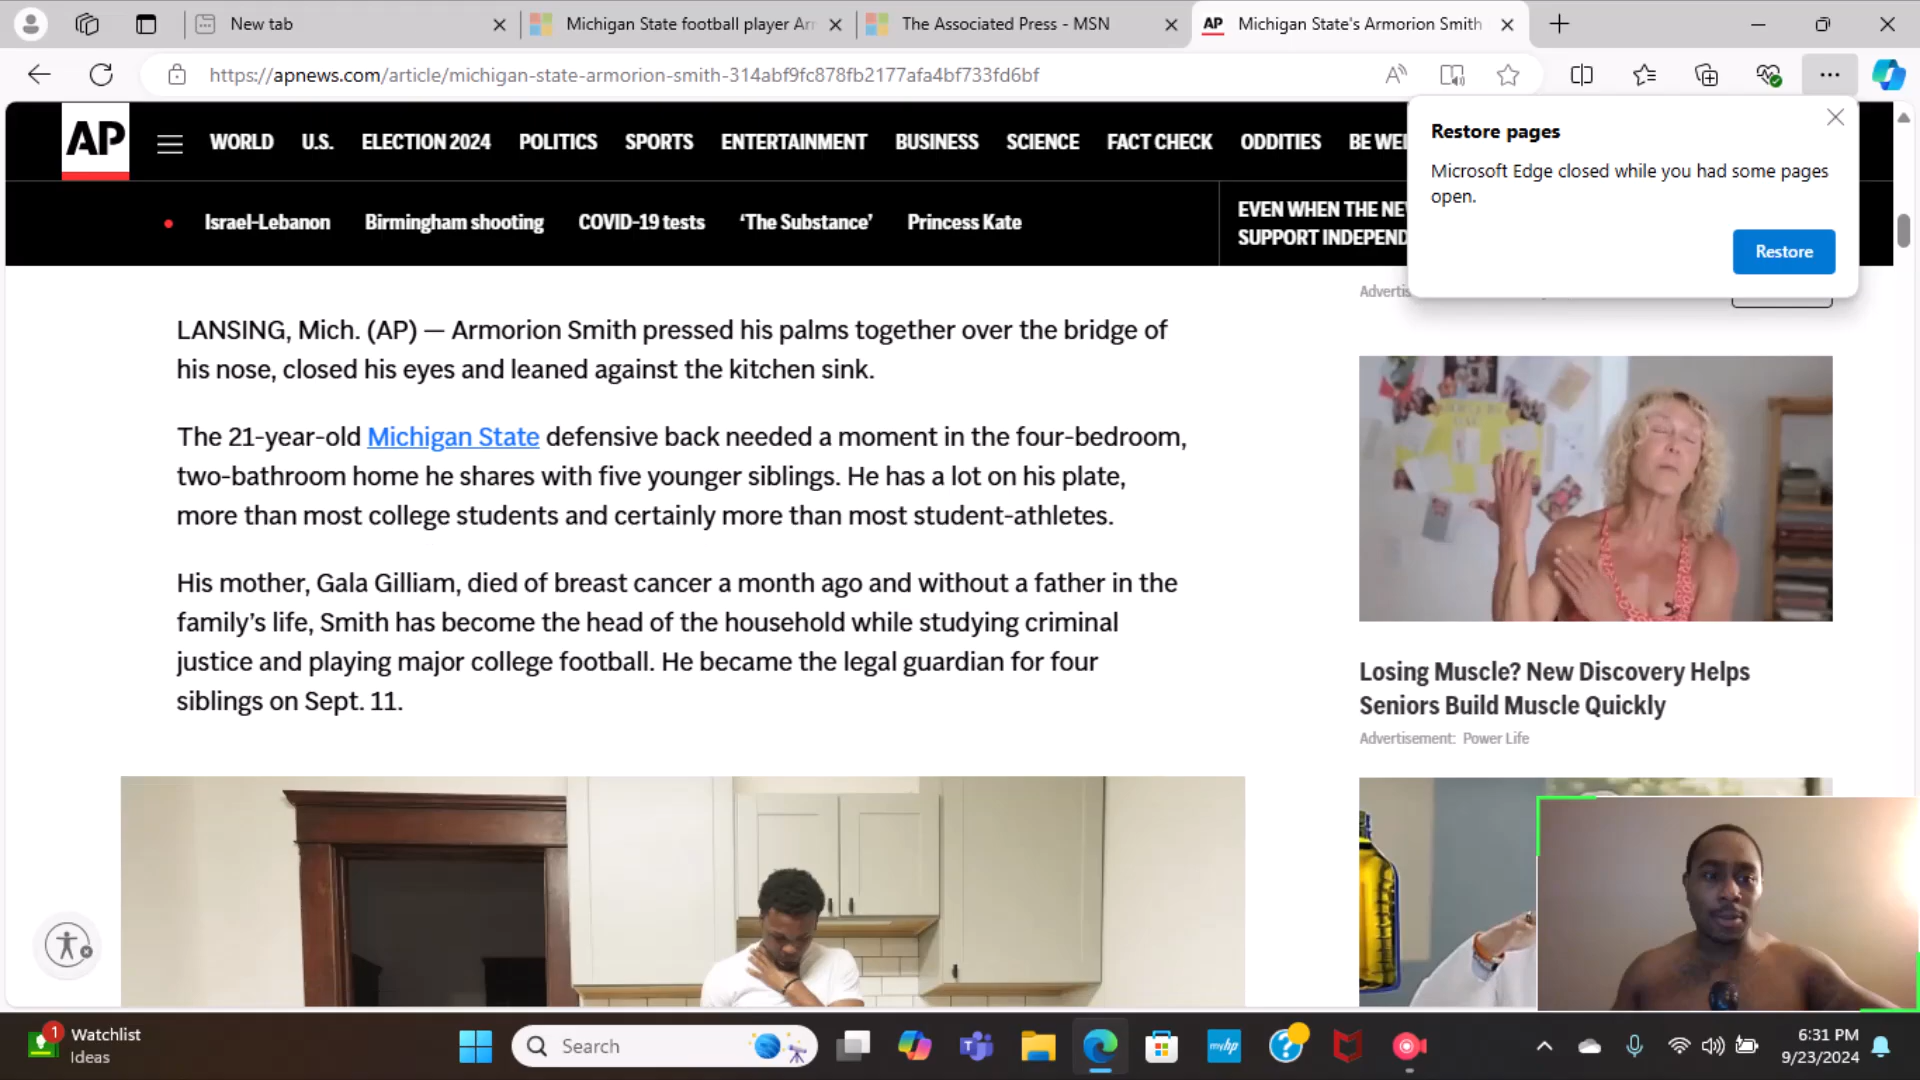 New tab
Michigan State football player Ar
The Associated Press - MSN
AP Michigan State's Armorion Smith
https://apnews.com/article/michigan-state-armorion-smith-314abf9fc878fb2177afa4bf733fd6bf
AP
WORLD U.S. ELECTION 2024 POLITICS SPORTS ENTERTAINMENT BUSINESS SCIENCE FACT CHECK ODDITIES BE WEL
Israel-Lebanon Birmingham shooting COVID-19 tests ‘The Substance’ Princess Kate
EVEN WHEN THE NE
SUPPORT INDEPEND
Restore pages
Microsoft Edge closed while you had some pages
open.
Restore
LANSING, Mich. (AP) — Armorion Smith pressed his palms together over the bridge of
his nose, closed his eyes and leaned against the kitchen sink.
The 21-year-old Michigan State defensive back needed a moment in the four-bedroom,
two-bathroom home he shares with five younger siblings. He has a lot on his plate,
more than most college students and certainly more than most student-athletes.
His mother, Gala Gilliam, died of breast cancer a month ago and without a father in the
family’s life, Smith has become the head of the household while studying criminal
justice and playing major college football. He became the legal guardian for four
siblings on Sept. 11.
Advertis
Losing Muscle? New Discovery Helps
Seniors Build Muscle Quickly
Advertisement: Power Life
1
Watchlist
Ideas
Search
myhp
6:31 PM
9/23/2024